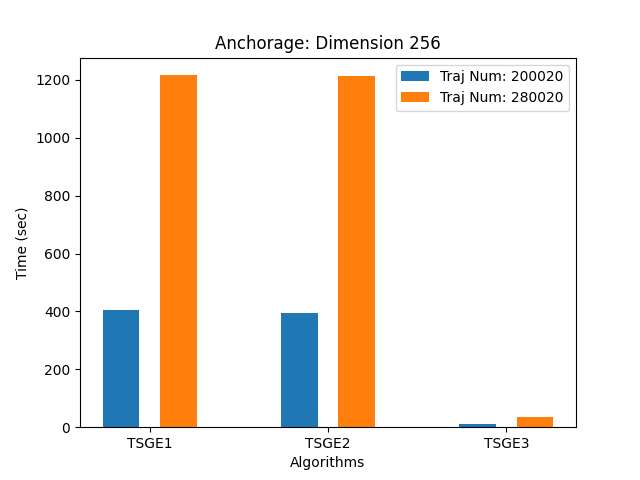 Anchorage: Dimension 256
Traj Num: 200020
Traj Num: 280020
1200
1000
800
600
400
200
0
Time (sec)
TSGE1
TSGE2
TSGE3
Algorithms